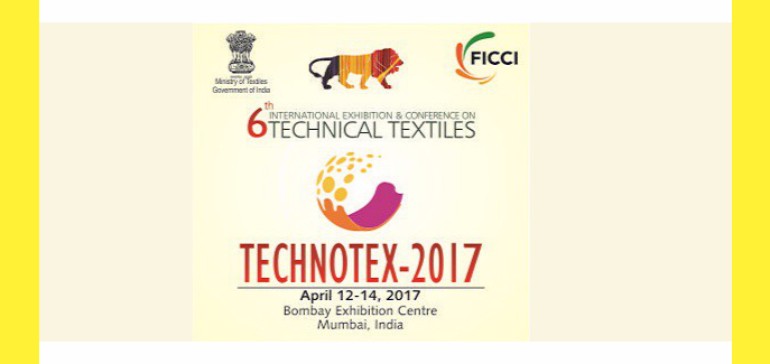 Ministry of Textiles
Government of India
FICCI
6th INTERNATIONAL EXHIBITION & CONFERENCE ON
TECHNICAL TEXTILES
TECHNOTEX-2017
April 12-14, 2017
Bombay Exhibition Centre
Mumbai, India